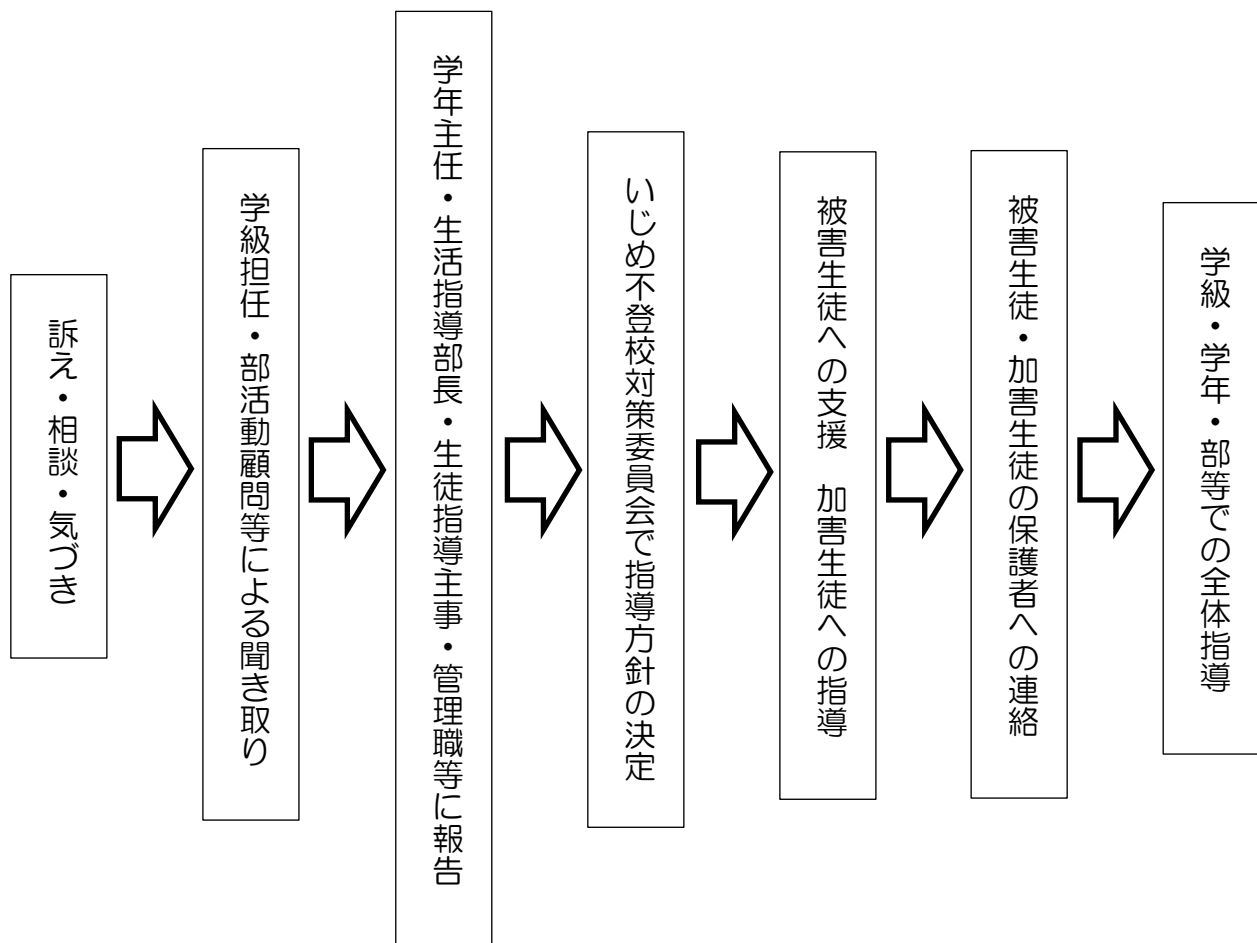 訴え・相談・気づき
学級担任・部活動顧問等による聞き取り
学年主任・生活指導部長・生徒指導主事・管理職等に報告
いじめ不登校対策委員会で指導方針の決定
被害生徒への支援　加害生徒への指導
被害生徒・加害生徒の保護者への連絡
学級・学年・部等での全体指導